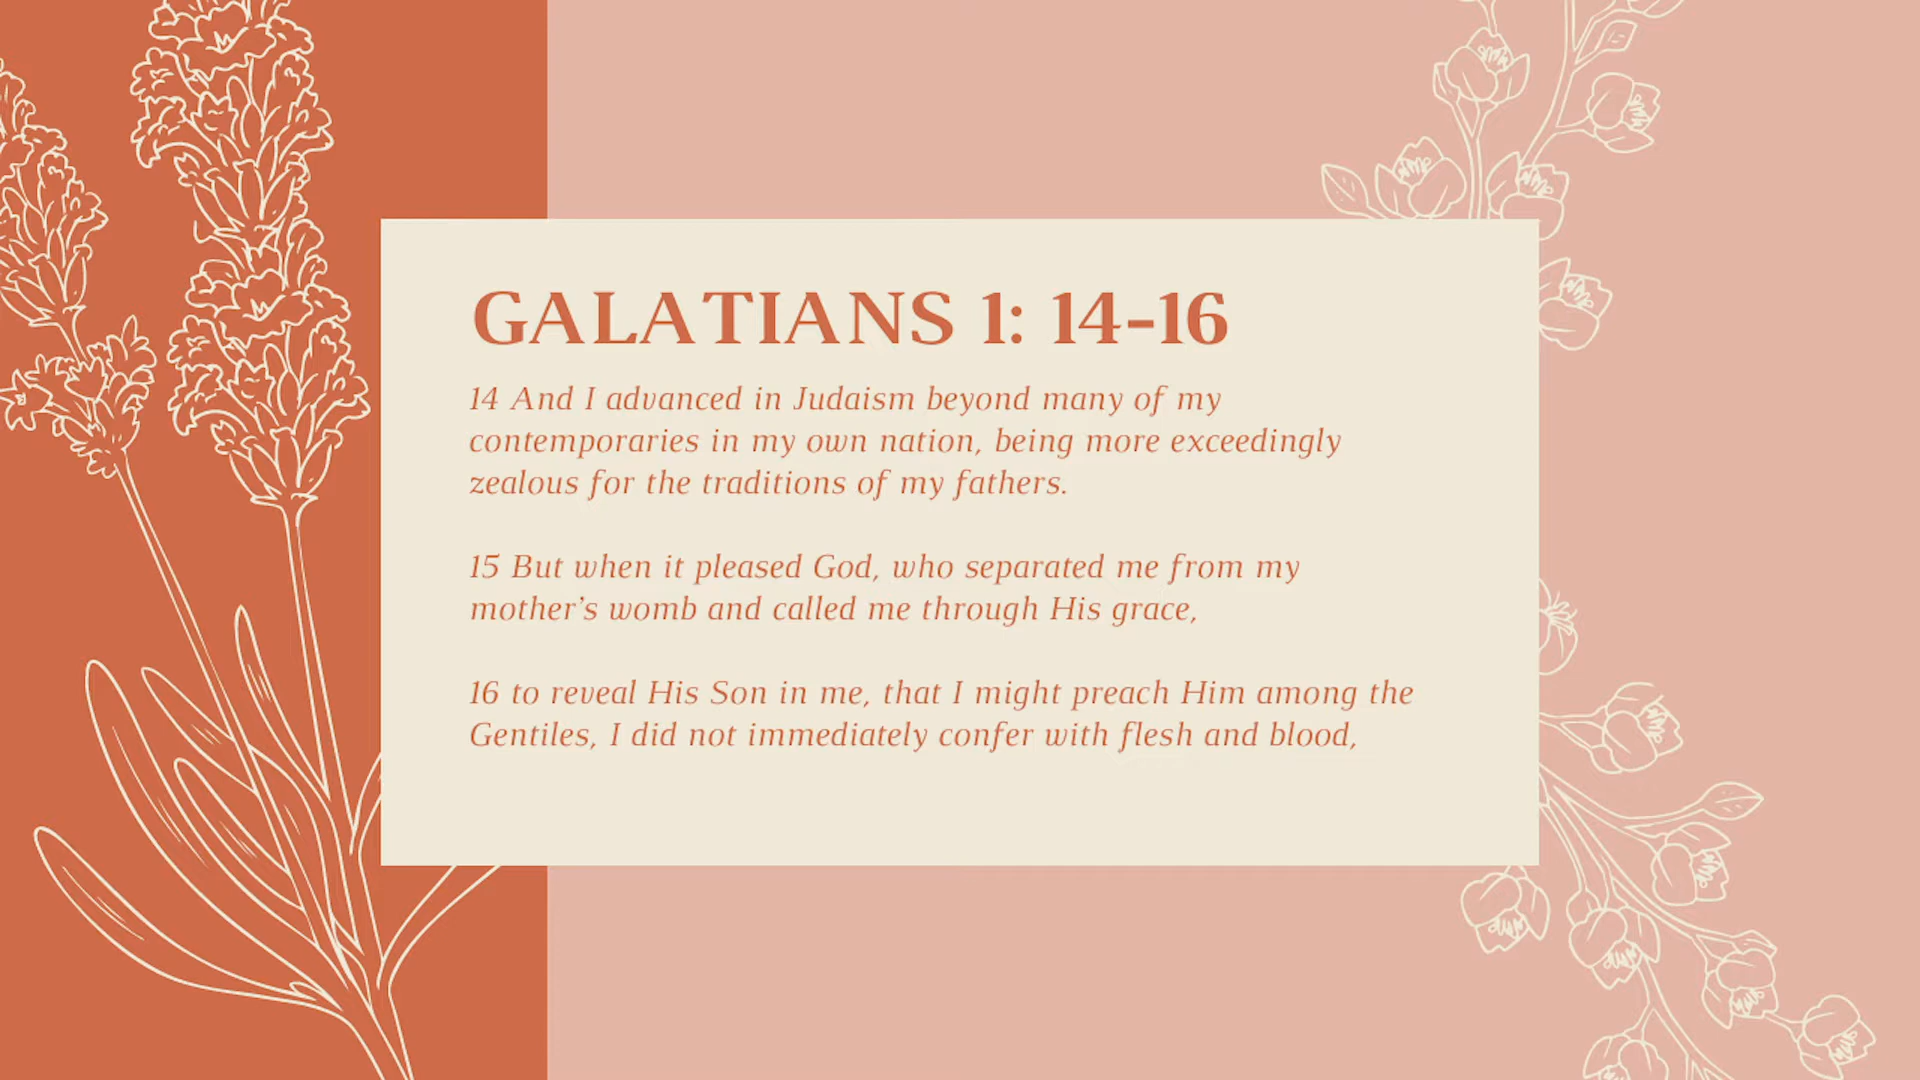 GALATIANS 1: 14-16
14 And I advanced in Judaism beyond many of my
contemporaries in my own nation, being more exceedingly
zealous for the traditions of my fathers.
15 But when it pleased God, who separated me from my
mother’s womb and called me through His grace,
16 to reveal His Son in me, that I might preach Him among the
Gentiles, I did not immediately confer with flesh and blood,